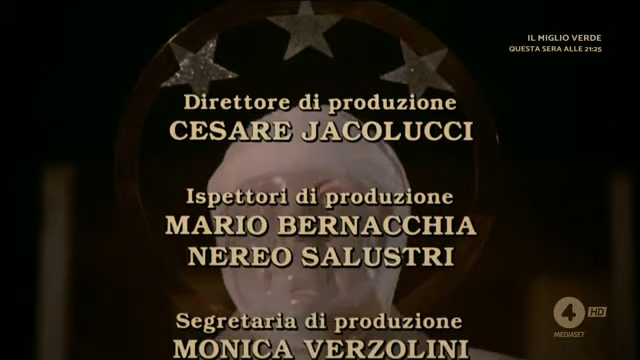 IL MIGLIO VERDE
QUESTA SERA ALLE 21:25
Direttore di produzione
CESARE JACOLUCCI
Ispettori di produzione
MARIO BERNACCHIA
NEREO SALUSTRI
Segretaria di produzione
MONICA VERZOLINI
4 HD
MEDIASET